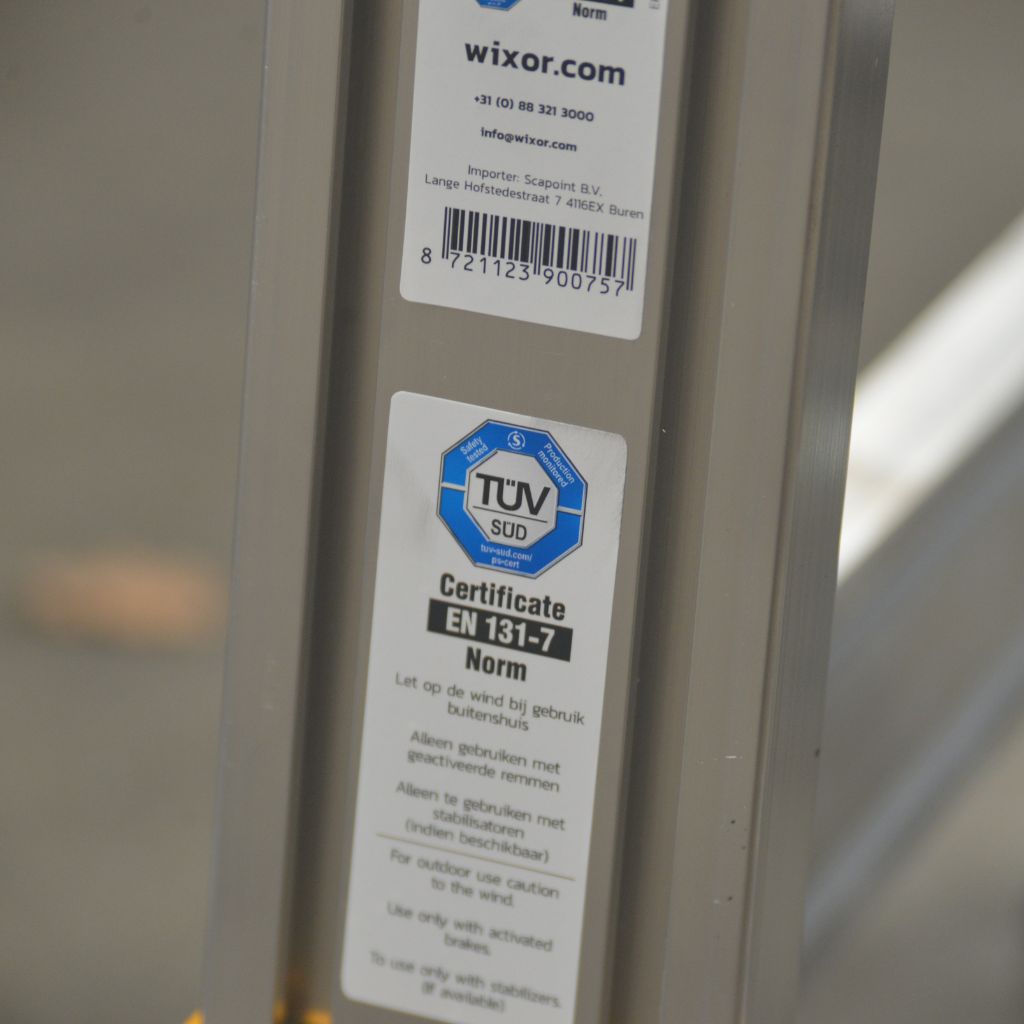 Norm
wixor.com
+31 (0) 88 321 3000
info@wixor.com
Importer: Scapoint B.V.
Lange Hofstedestraat 7 4116EX Buren
8 721123 900757
Safety
tested
S
Production
monitored
TÜV
SÜD
tuv-sud.com/
ps-cert
Certificate
EN 131-7
Norm
Let op de wind bij gebruik
buitenshuis
Alleen gebruiken met
geactiveerde remmen
Alleen te gebruiken met
stabilisatoren
(indien beschikbaar)
For outdoor use caution
to the wind.
Use only with activated
brakes.
To use only with stabilizers.
(if available)